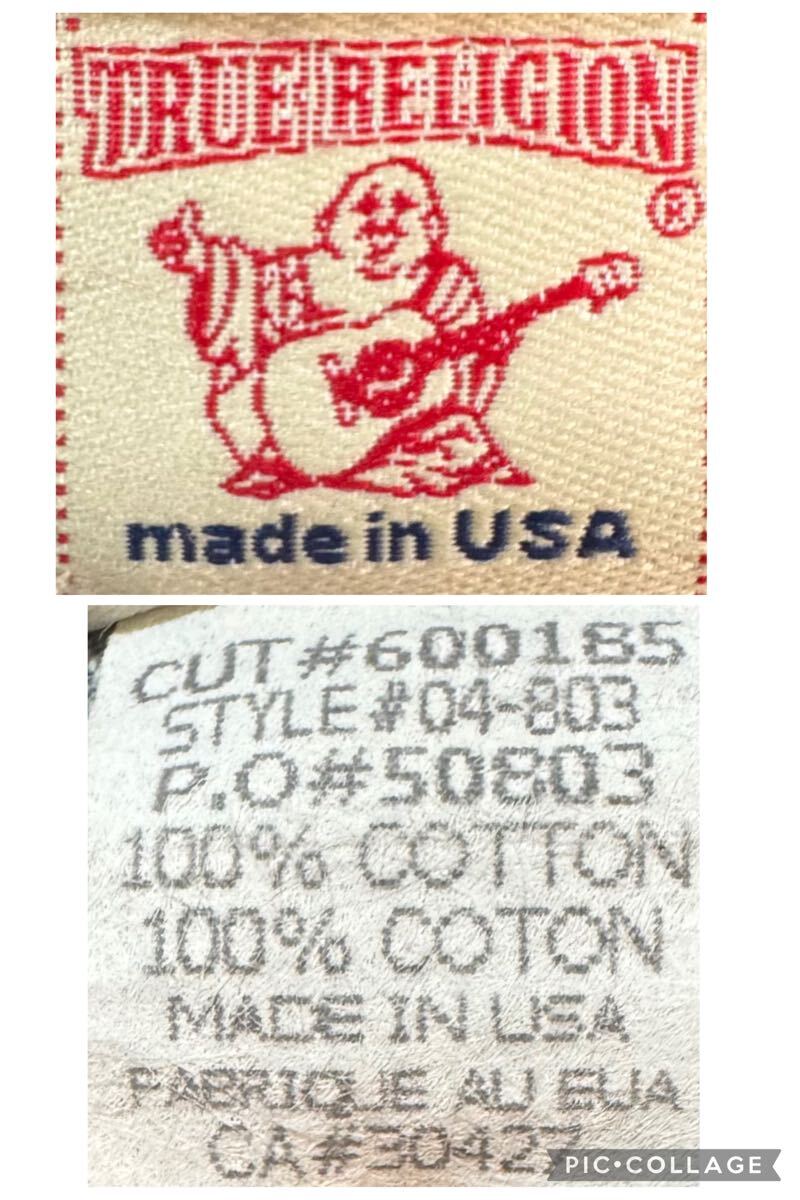 TRUE RELIGION
®
made in USA
CUT#600185
STYLE#04-803
P.O#50803
100% COTTON
100% COTON
MADE IN USA
FABRIQUE AU EUA
CA#30427
PIC•COLLAGE